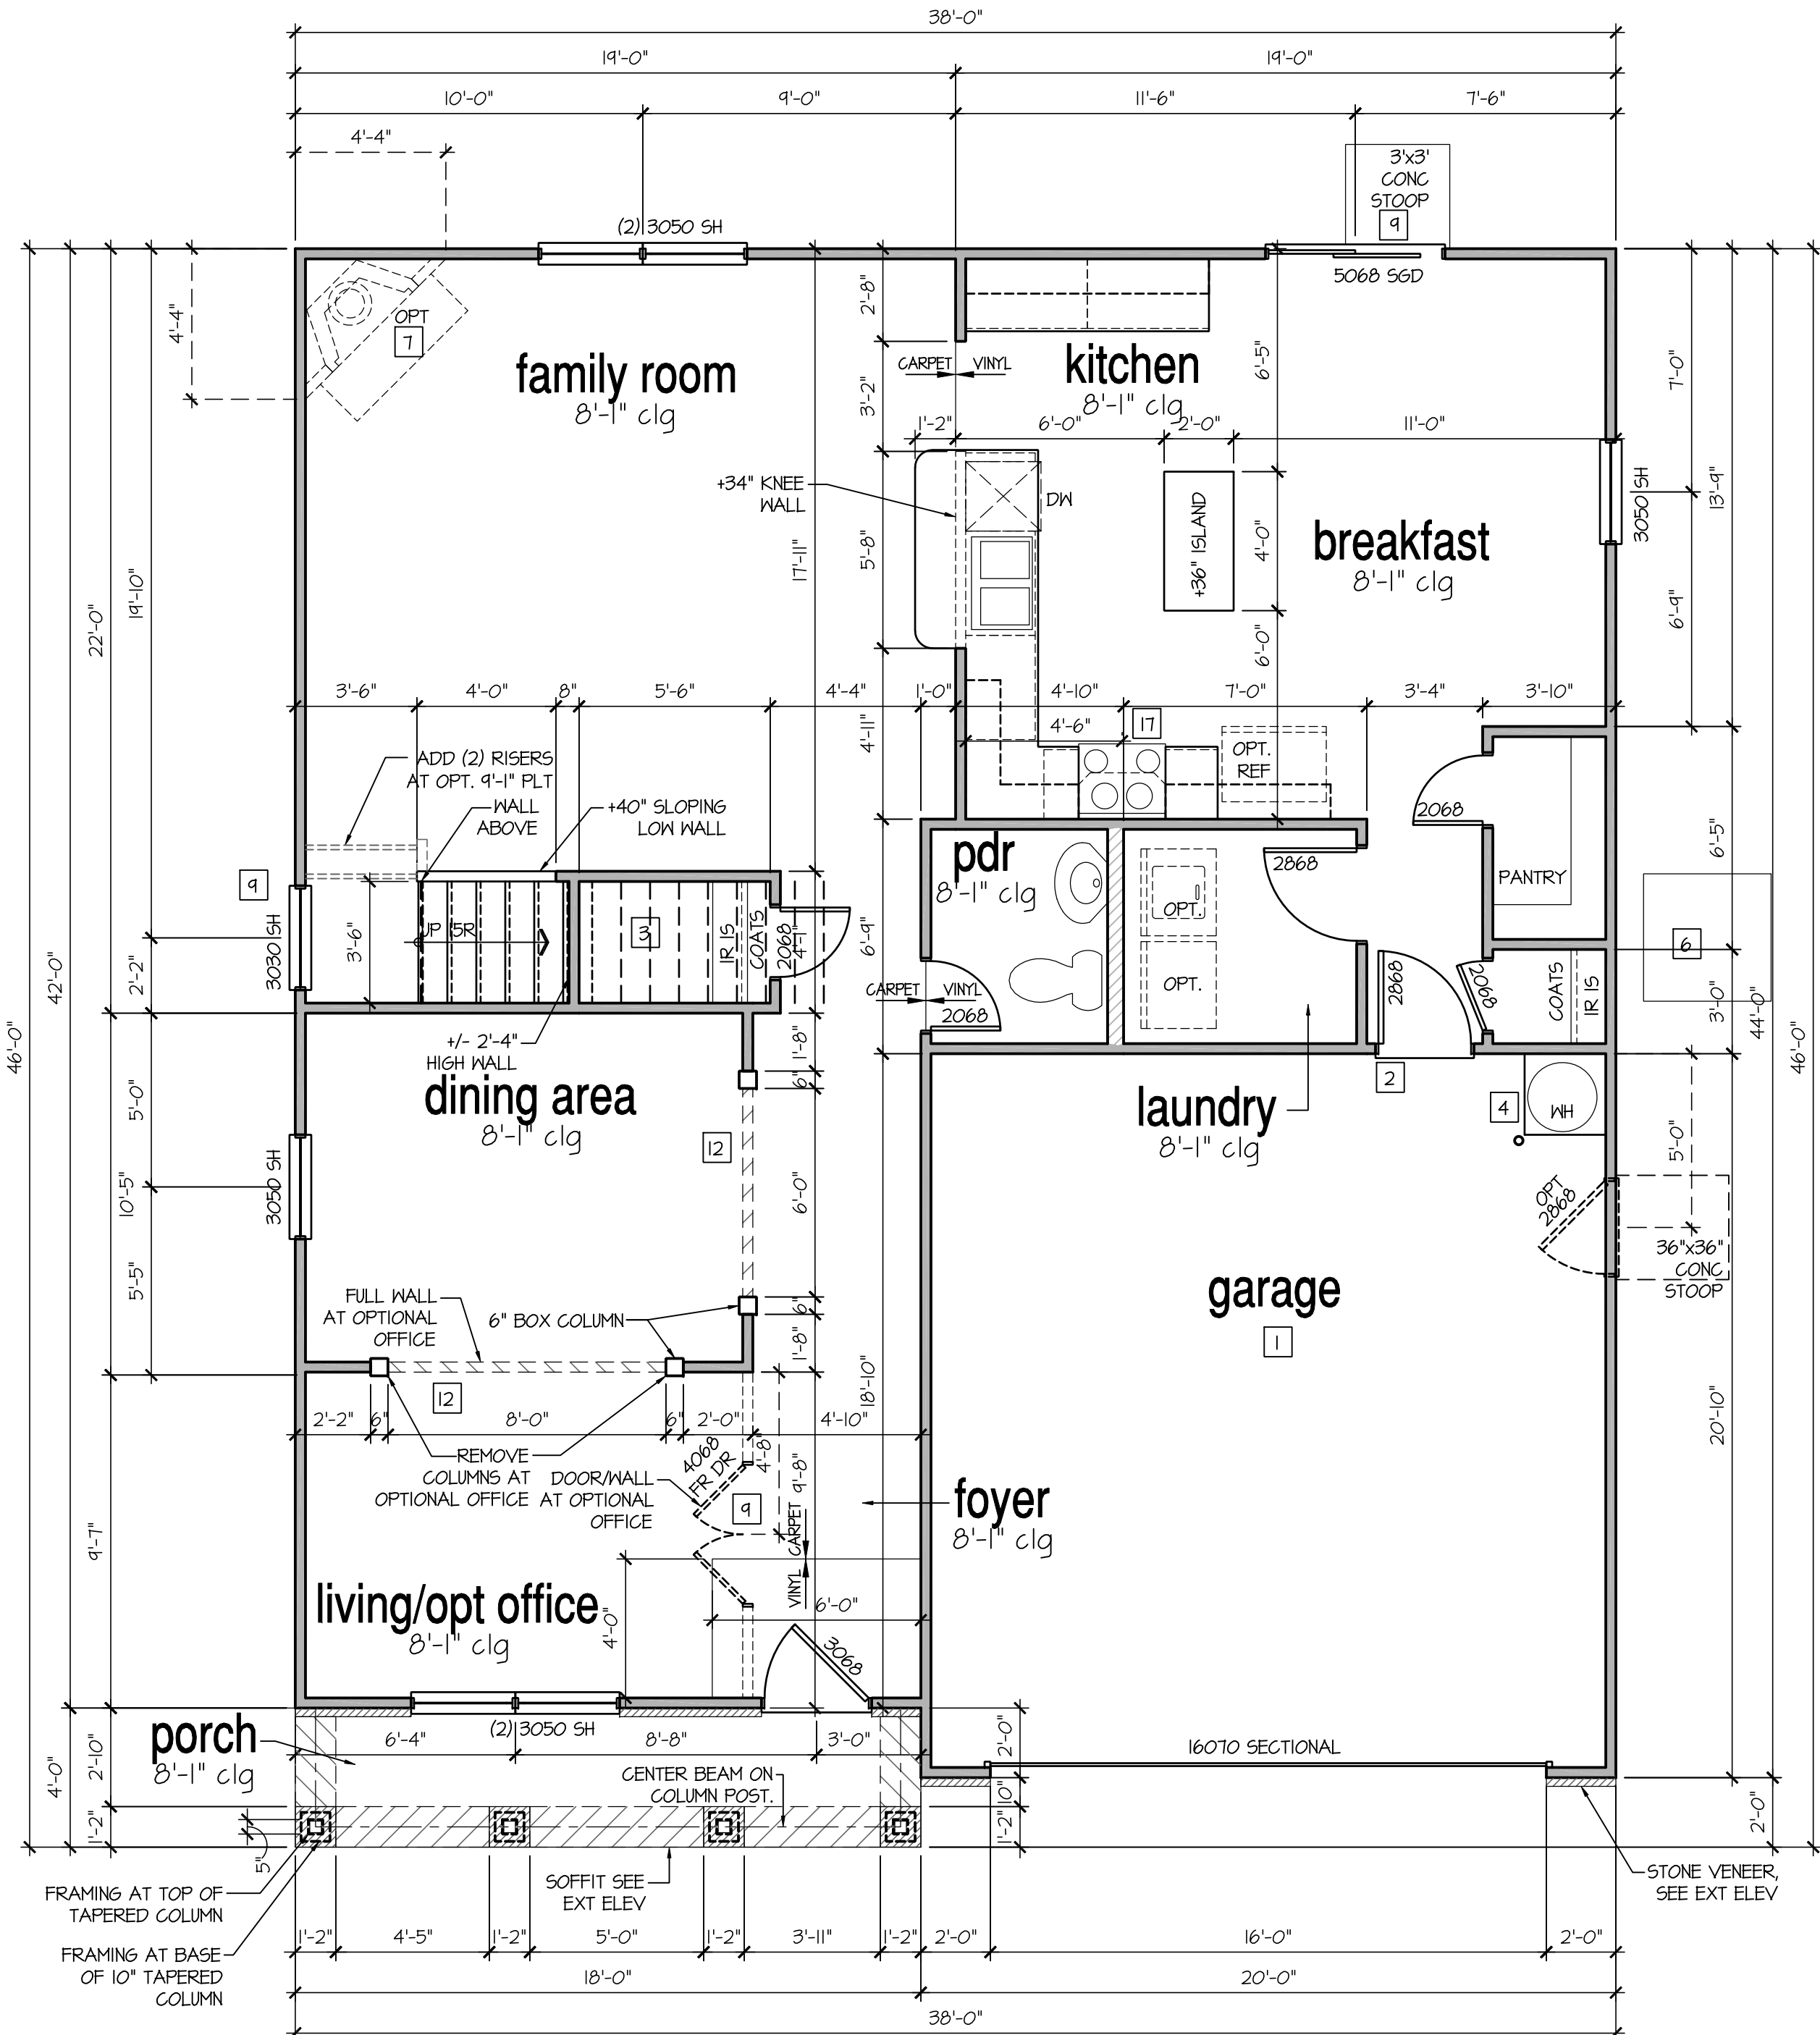 38'-0"
19'-0" 19'-0"
10'-0" 9'-0" 11'-6" 7'-6"
4'-4"
3'x3'
CONC
STOOP
9
(2) 3050 SH
5068 SGD
4'-4"
OPT
7
2'-8"
family room
8'-1" clg
CARPET VINYL
kitchen
8'-1" clg
6'-5"
7'-0"
3'-2"
1'-2" 6'-0" 2'-0" 11'-0"
+34" KNEE
WALL
DW
+36" ISLAND
4'-0"
breakfast
8'-1" clg
3050 SH
13'-9"
17'-11"
5'-8"
19'-10"
22'-0"
6'-0"
6'-9"
3'-6" 4'-0" 8" 5'-6" 4'-4" 1'-0" 4'-10" 7'-0" 3'-4" 3'-10"
4'-11"
4'-6"
17
OPT.
REF
ADD (2) RISERS
AT OPT. 9'-1" PLT
WALL
ABOVE
+40" SLOPING
LOW WALL
2068
6'-5"
pdr
8'-1" clg
2868
PANTRY
9
3030 SH
3'-6"
UP 15R
3
1R 1S
COATS
2068
4'-1"
6'-9"
OPT.
OPT.
6
42'-0"
46'-0"
2'-2"
CARPET VINYL
2068
2868
2068
COATS
1R 1S
3'-0"
44'-0"
46'-0"
+/- 2'-4"
HIGH WALL
1'-8"
6"
2
4
WH
dining area
8'-1" clg
12
laundry
8'-1" clg
5'-0"
5'-0"
3050 SH
10'-5"
6'-0"
OPT
2868
36"x36"
CONC
STOOP
5'-5"
FULL WALL
AT OPTIONAL
OFFICE
6" BOX COLUMN
6"
1'-8"
garage
1
12
18'-10"
20'-10"
2'-2" 6" 8'-0" 6" 2'-0" 4'-10"
REMOVE
COLUMNS AT
OPTIONAL OFFICE
DOOR/WALL
AT OPTIONAL
OFFICE
4068
FR DR
4'-8"
9'-8"
9
CARPET
VINYL
foyer
8'-1" clg
9'-7"
living/opt office
8'-1" clg
4'-0"
6'-0"
3068
porch
8'-1" clg
(2) 3050 SH
6'-4" 8'-8" 3'-0"
2'-0"
16070 SECTIONAL
CENTER BEAM ON
COLUMN POST.
2'-10"
4'-0"
1'-2"
10"
1'-2"
2'-0"
5"
FRAMING AT TOP OF
TAPERED COLUMN
SOFFIT SEE
EXT ELEV
STONE VENEER,
SEE EXT ELEV
FRAMING AT BASE
OF 10" TAPERED
COLUMN
1'-2" 4'-5" 1'-2" 5'-0" 1'-2" 3'-11" 1'-2" 2'-0" 16'-0" 2'-0"
18'-0" 20'-0"
38'-0"